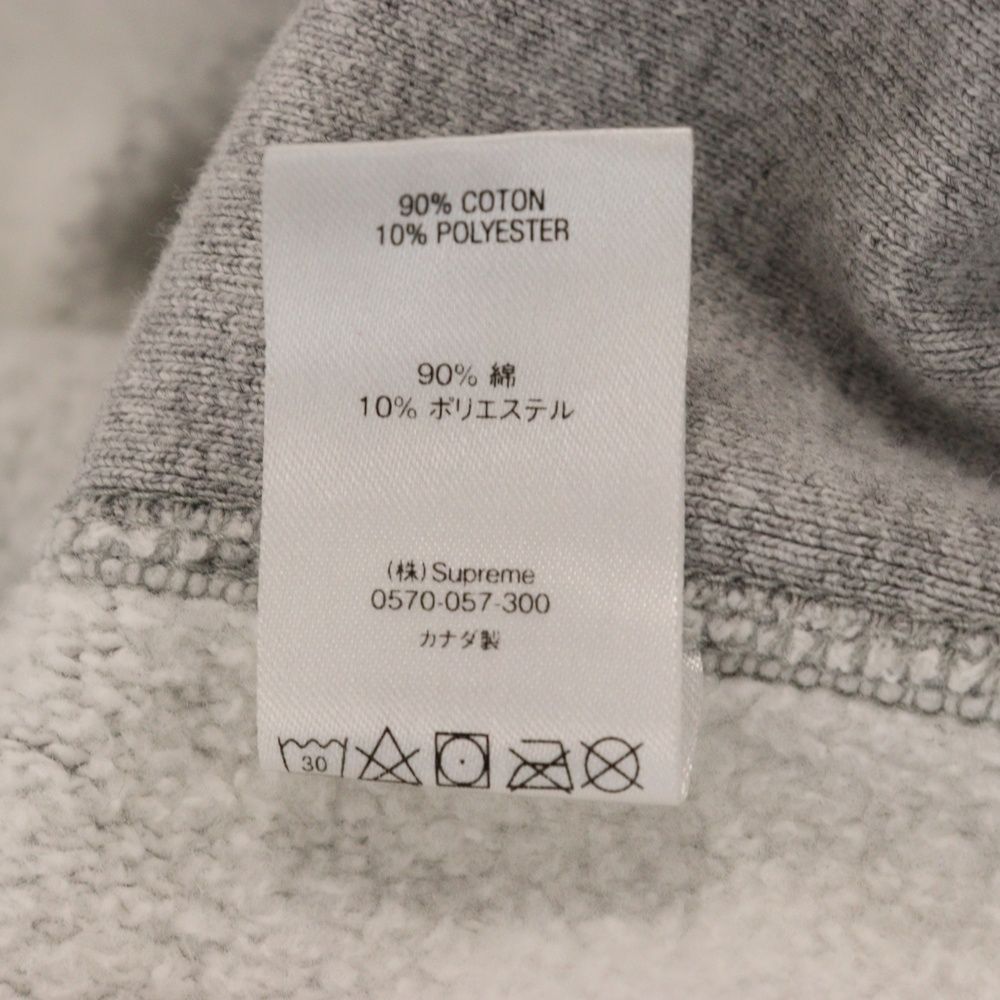 90% COTON
10% POLYESTER
90% 綿
10% ポリエステル
(株)Supreme
0570-057-300
カナダ製
30